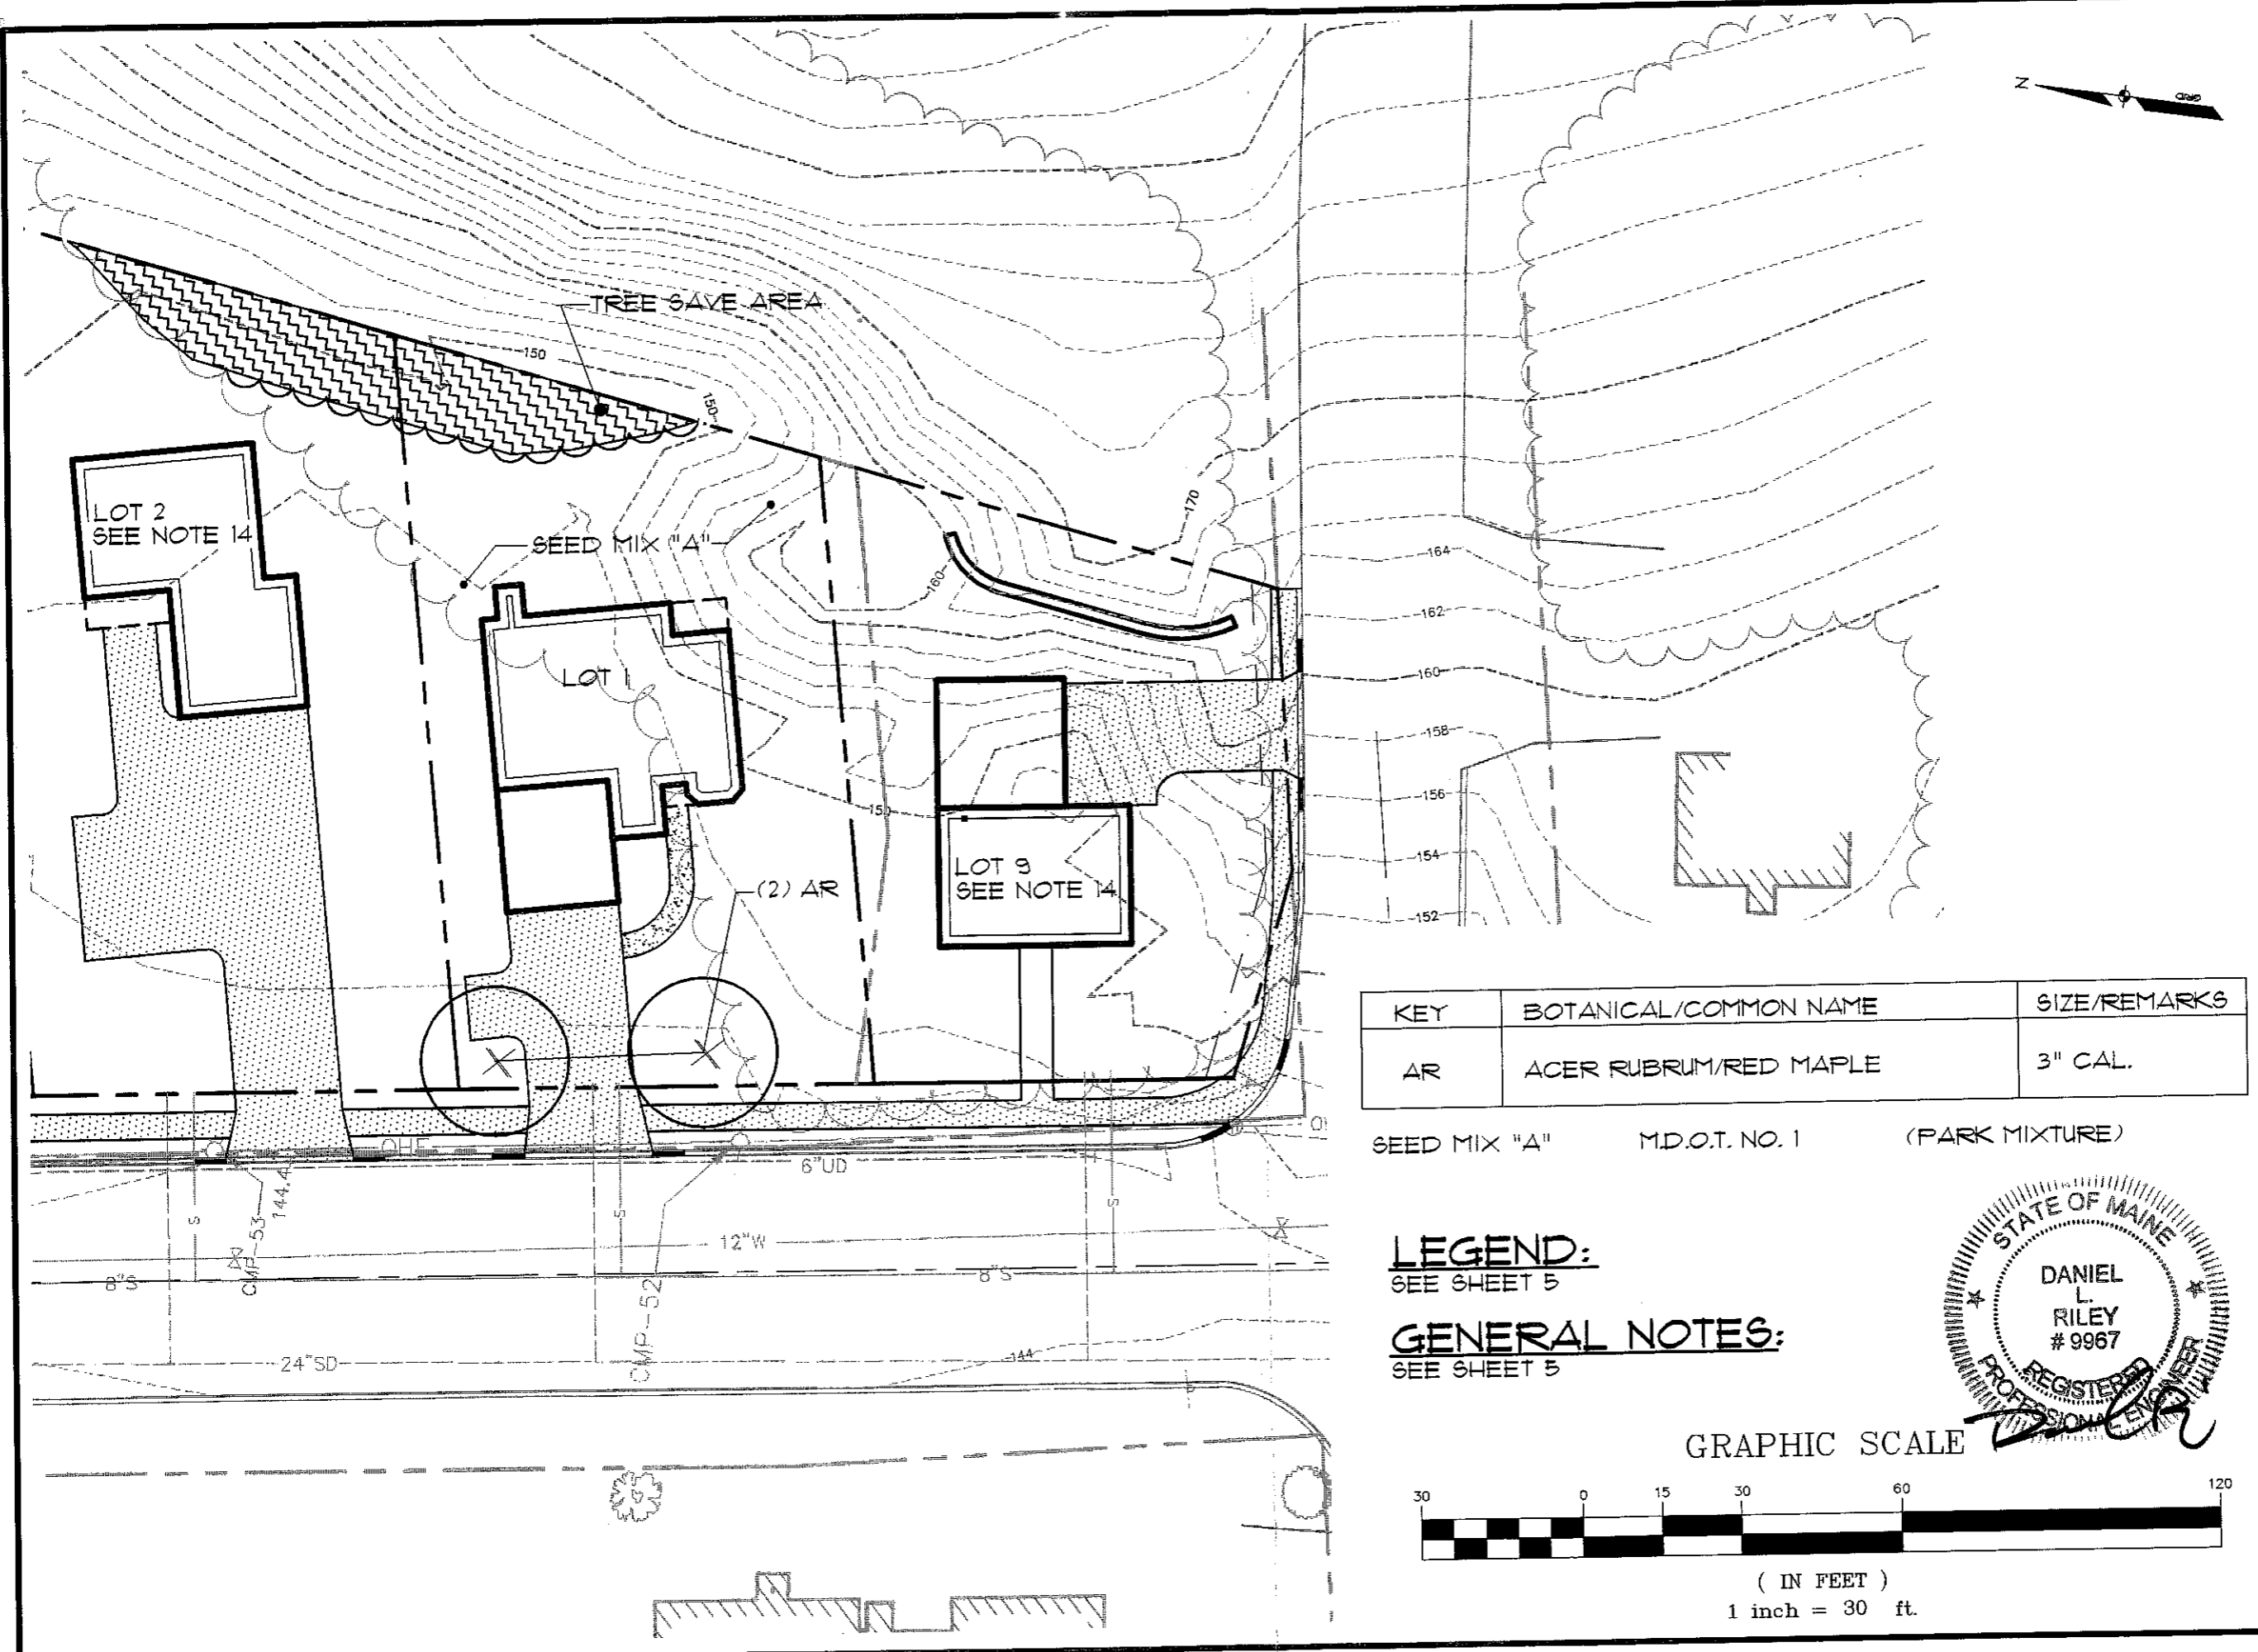 N
GRID
TREE SAVE AREA
150
150
LOT 2
SEE NOTE 14
SEED MIX "A"
160
170
164
162
LOT 1
160
158
156
150
154
LOT 9
SEE NOTE 14
(2) AR
152
KEY BOTANICAL/COMMON NAME SIZE/REMARKS
AR ACER RUBRUM/RED MAPLE 3" CAL.
SEED MIX "A" M.D.O.T. NO. 1 (PARK MIXTURE)
6"UD
S
S
S
12"W
CMP-53
144.4
8"S
8"S
CMP-52
24"SD
144
LEGEND:
SEE SHEET 5
GENERAL NOTES:
SEE SHEET 5
STATE OF MAINE
DANIEL
L.
RILEY
#9967
REGISTERED
PROFESSIONAL ENGINEER
GRAPHIC SCALE
30 0 15 30 60 120
( IN FEET )
1 inch = 30 ft.